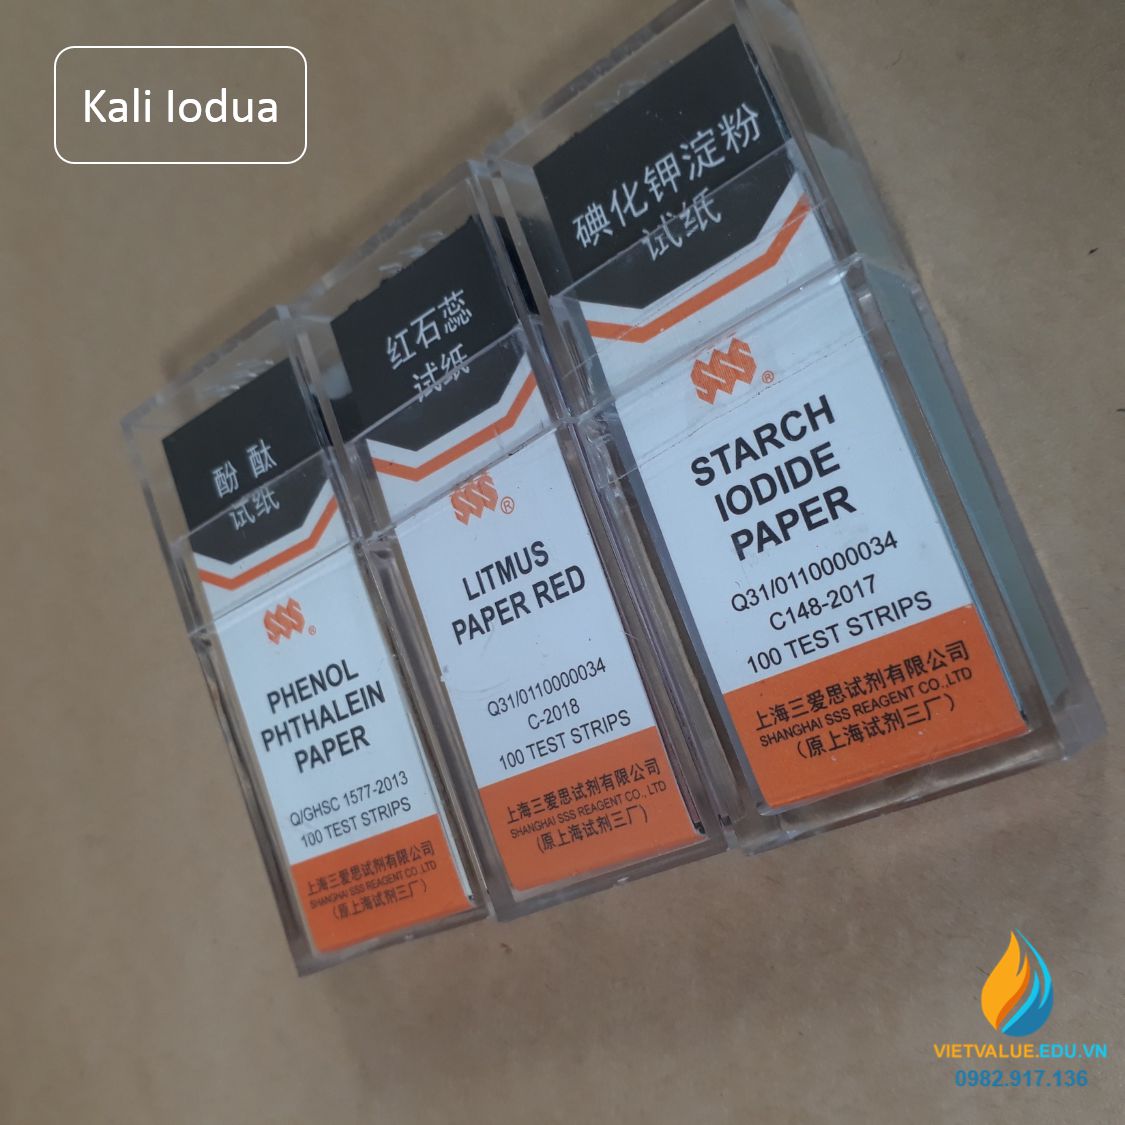 Kali Iodua
酚酞
试纸
SSS®
PHENOL
PHTHALEIN
PAPER
Q/GHSC 1577-2013
100 TEST STRIPS
上海三爱思试剂有限公司
SHANGHAI SSS REAGENT CO.,LTD
（原上海试剂三厂）
红石蕊
试纸
SSS®
LITMUS
PAPER RED
Q31/0110000034
C-2018
100 TEST STRIPS
上海三爱思试剂有限公司
SHANGHAI SSS REAGENT CO., LTD
(原上海试剂三厂)
碘化钾淀粉
试纸
SSS®
STARCH
IODIDE
PAPER
Q31/0110000034
C148-2017
100 TEST STRIPS
上海三爱思试剂有限公司
SHANGHAI SSS REAGENT CO.,LTD
（原上海试剂三厂）
VIETVALUE.EDU.VN
0982.917.136